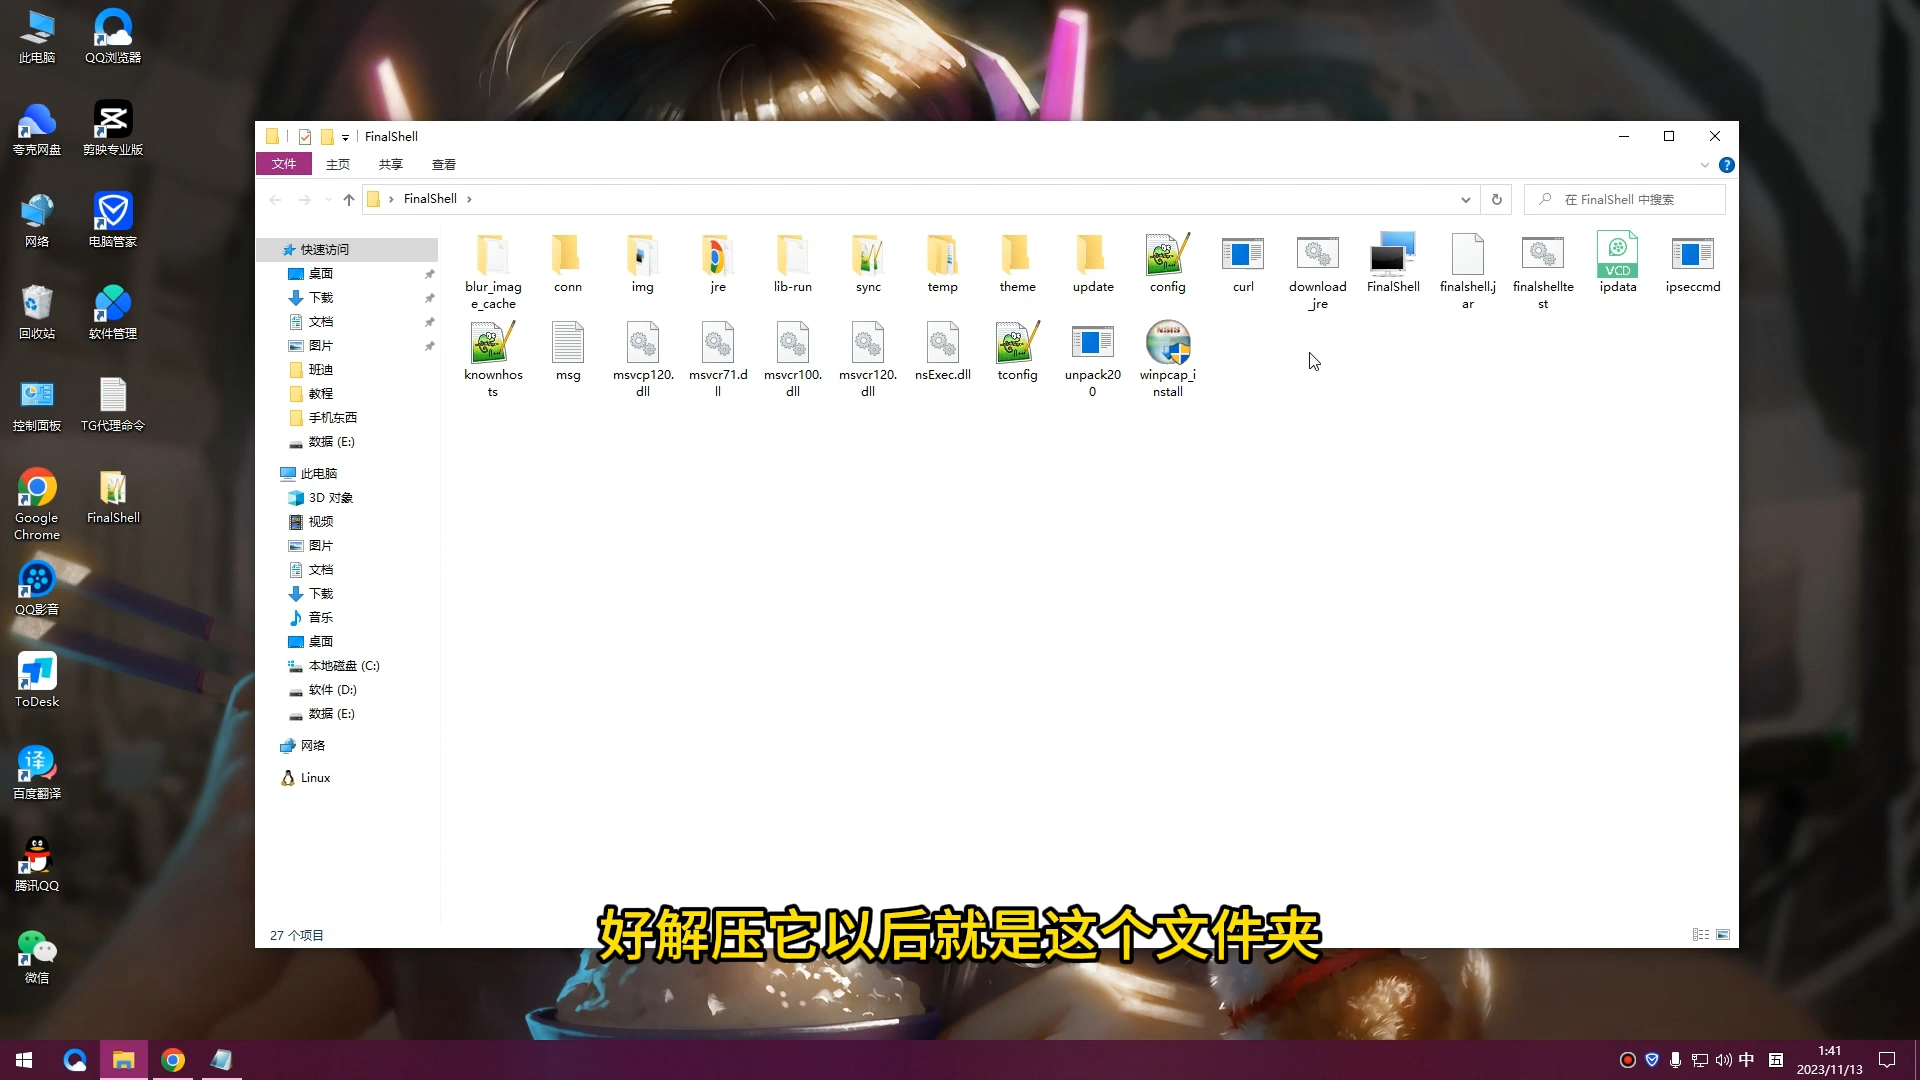 此电脑
QQ浏览器
夸克网盘
剪映专业版
网络
电脑管家
回收站
软件管理
控制面板
TG代理命令
Google
Chrome
FinalShell
QQ影音
ToDesk
译
百度翻译
腾讯QQ
微信
FinalShell
文件
主页
共享
查看
FinalShell
在 FinalShell 中搜索
快速访问
桌面
下载
文档
图片
班迪
教程
手机东西
数据 (E:)
此电脑
3D 对象
视频
图片
文档
下载
音乐
桌面
本地磁盘 (C:)
软件 (D:)
数据 (E:)
网络
Linux
blur_imag
e_cache
conn
img
jre
lib-run
sync
temp
theme
update
config
curl
download
_jre
FinalShell
finalshell.j
ar
finalshellte
st
VCD
ipdata
ipseccmd
knownhos
ts
msg
msvcp120.
dll
msvcr71.d
ll
msvcr100.
dll
msvcr120.
dll
nsExec.dll
tconfig
unpack20
0
winpcap_i
nstall
27 个项目
好解压它以后就是这个文件夹
中
五
1:41
2023/11/13